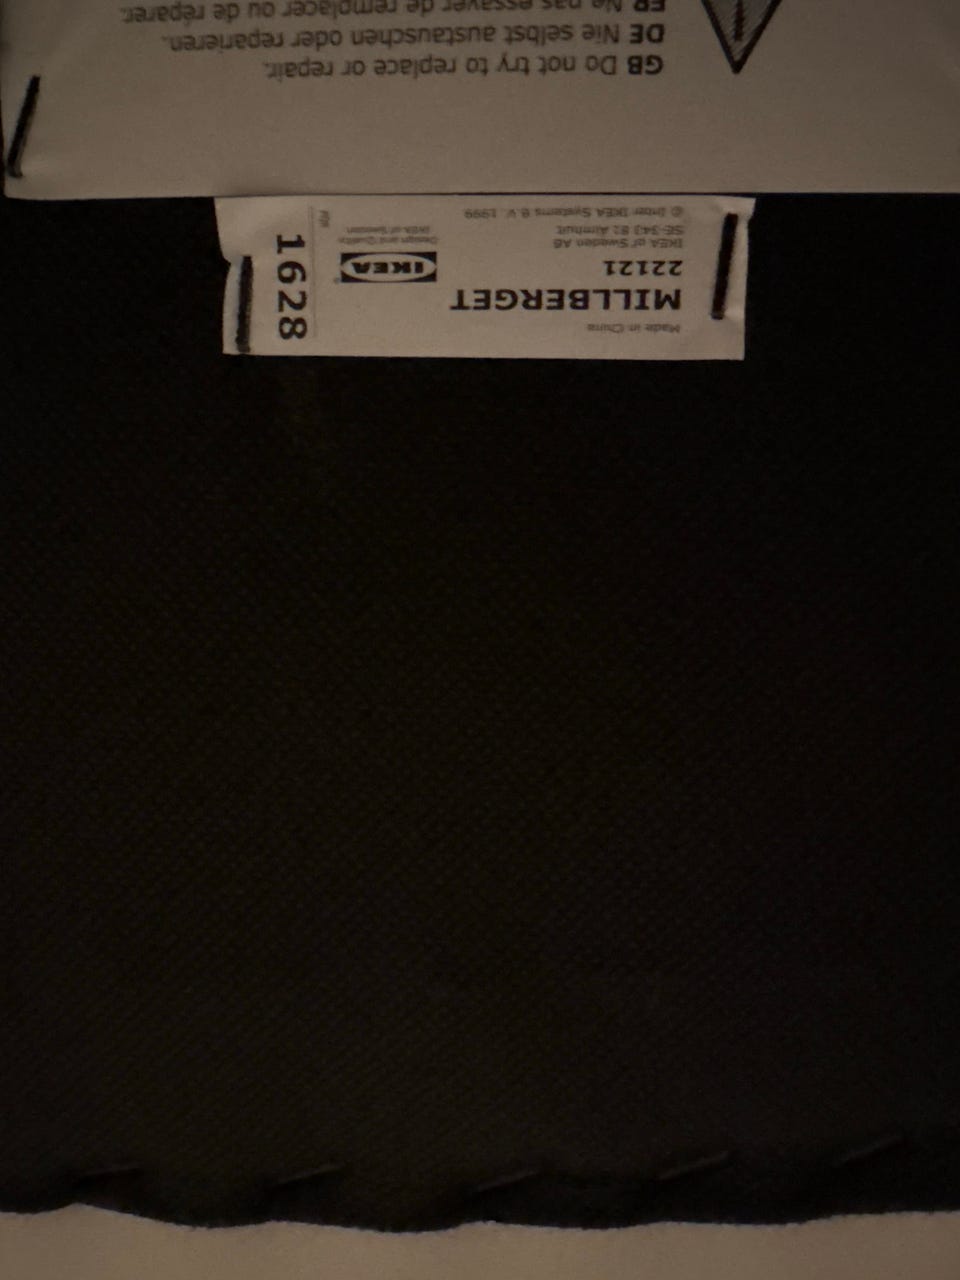 GB Do not try to replace or repair.
DE Nie selbst austauschen oder reparieren.
FR Ne pas essayer de remplacer ou de réparer.
Made in China
MILLBERGET
22121
IKEA of Sweden AB
SE-343 81 Älmhult
© Inter IKEA Systems B.V. 1999
IKEA
Design and Quality
IKEA of Sweden
1628